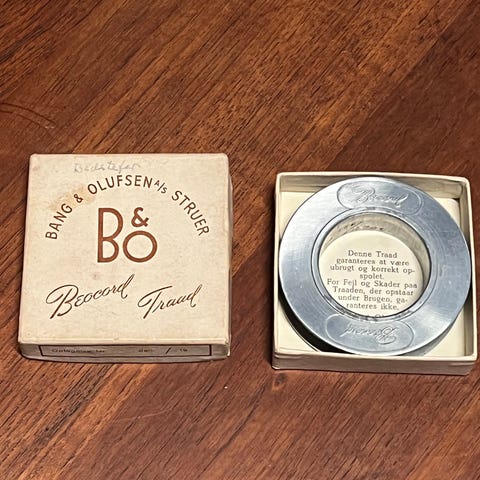 Bedstefar
BANG & OLUFSEN A/S STRUER
B&O
Beocord Traad
Beocord
Denne Traad
garanteres at være
ubrugt og korrekt op-
spolet.
For Fejl og Skader paa
Traaden, der opstaar
under Brugen, ga-
ranteres ikke.
Beocord